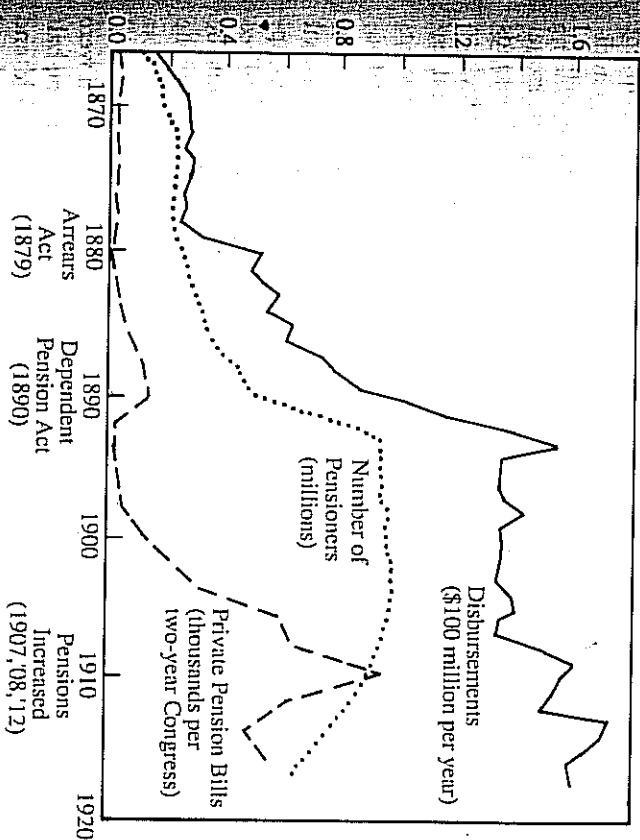 1.6
1.2
0.8
0.4
0.0
1870
1880
1890
1900
1910
1920
Disbursements
($100 million per year)
Number of
Pensioners
(millions)
Private Pension Bills
(thousands per
two-year Congress)
Arrears
Act
(1879)
Dependent
Pension Act
(1890)
Pensions
Increased
(1907,'08,'12)